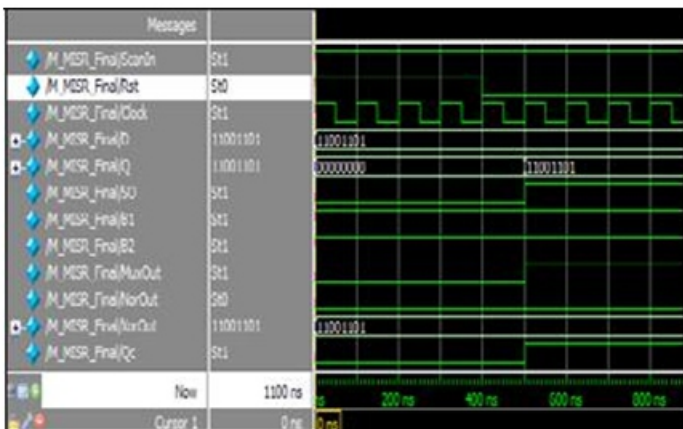 Messages
/M_MISR_Final/ScanIn St1
/M_MISR_Final/Rst St0
/M_MISR_Final/Clock St1
/M_MISR_Final/D 11001101 11001101
/M_MISR_Final/Q 11001101 00000000 11001101
/M_MISR_Final/SO St1
/M_MISR_Final/B1 St1
/M_MISR_Final/B2 St1
/M_MISR_Final/MuxOut St1
/M_MISR_Final/NorOut St0
/M_MISR_Final/ 11001101 11001101
/M_MISR_Final/Qc St1
Now 1100 ns ns 200 ns 400 ns 600 ns 800 ns
Cursor 1 0 ns 0 ns